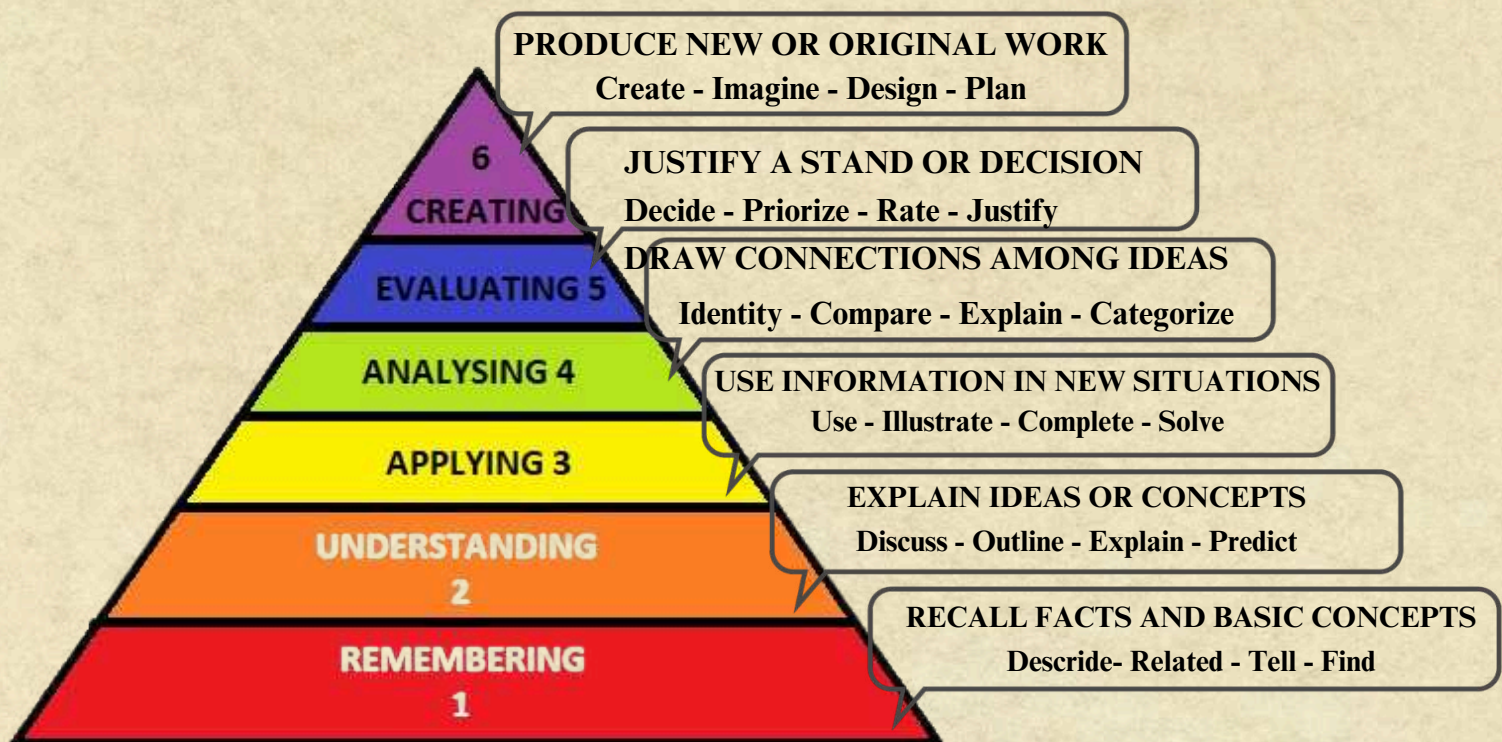 PRODUCE NEW OR ORIGINAL WORK
Create - Imagine - Design - Plan
6
CREATING
JUSTIFY A STAND OR DECISION
Decide - Priorize - Rate - Justify
EVALUATING 5
DRAW CONNECTIONS AMONG IDEAS
Identity - Compare - Explain - Categorize
ANALYSING 4
USE INFORMATION IN NEW SITUATIONS
Use - Illustrate - Complete - Solve
APPLYING 3
EXPLAIN IDEAS OR CONCEPTS
Discuss - Outline - Explain - Predict
UNDERSTANDING
2
RECALL FACTS AND BASIC CONCEPTS
Descride- Related - Tell - Find
REMEMBERING
1